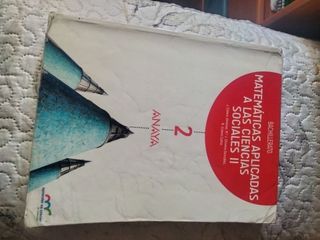 BACHILLERATO
MATEMÁTICAS APLICADAS
A LAS CIENCIAS
SOCIALES II
2
ANAYA